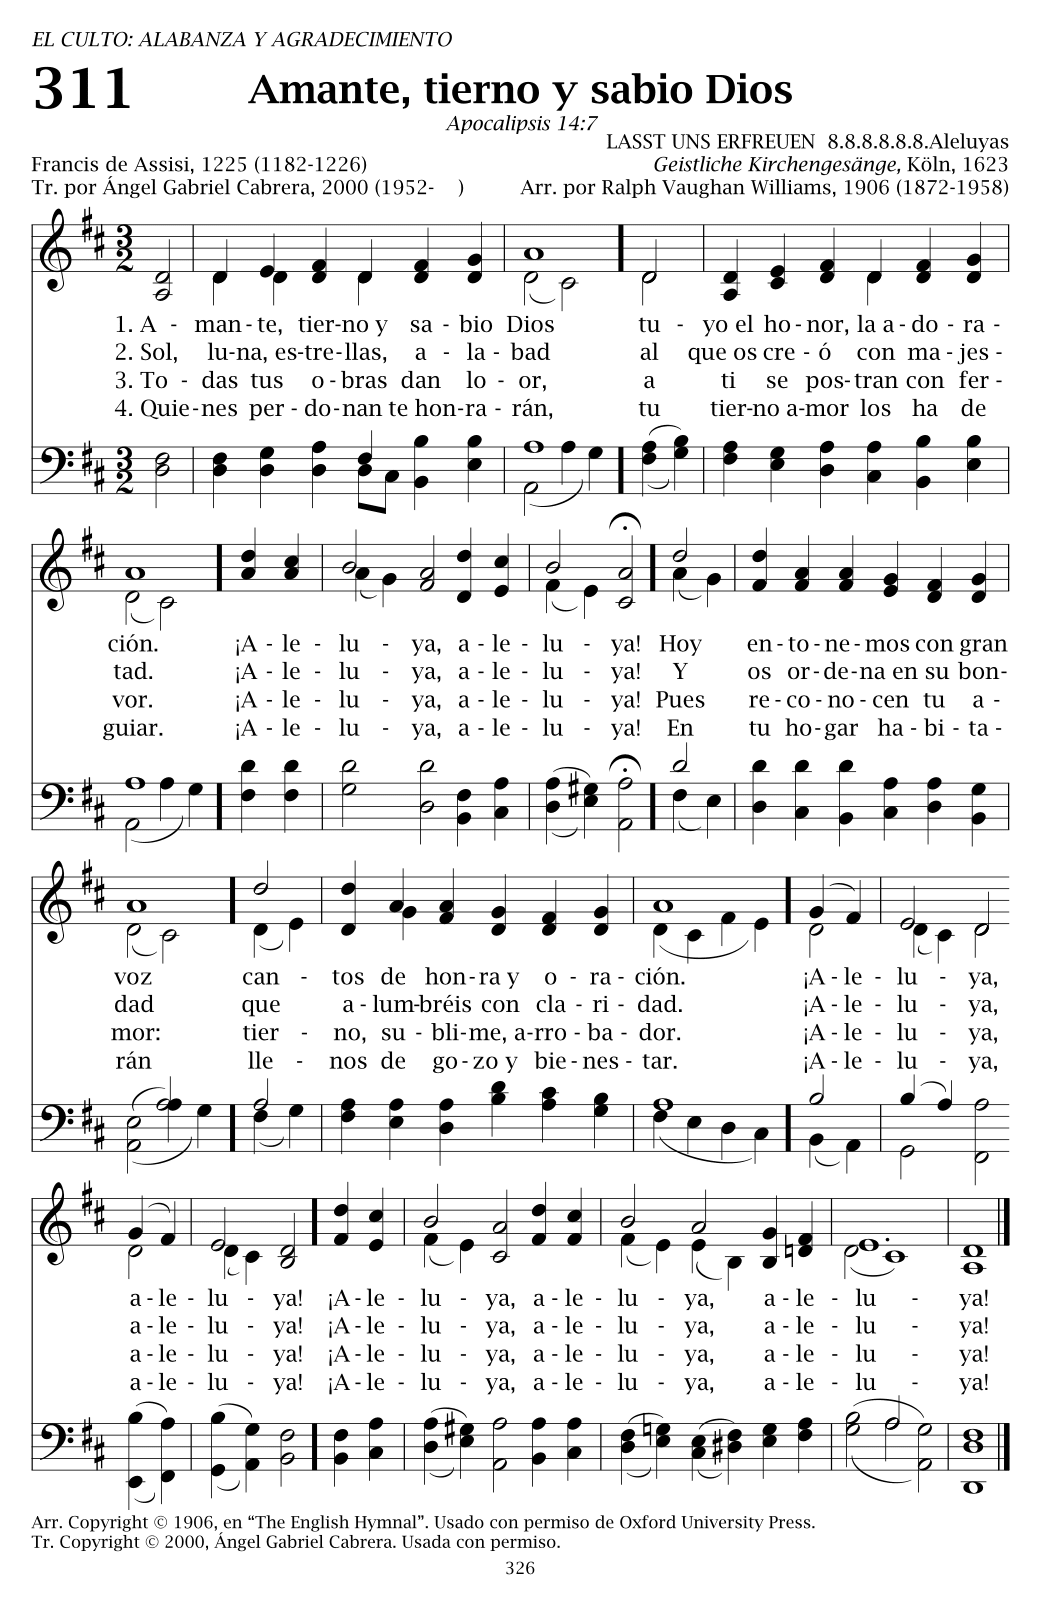 EL CULTO: ALABANZA Y AGRADECIMIENTO
311 Amante, tierno y sabio Dios
Apocalipsis 14:7
LASST UNS ERFREUEN 8.8.8.8.8.8.Aleluyas
Francis de Assisi, 1225 (1182-1226) Geistliche Kirchengesänge, Köln, 1623
Tr. por Ángel Gabriel Cabrera, 2000 (1952- ) Arr. por Ralph Vaughan Williams, 1906 (1872-1958)
3 2
1. A - man - te, tier - no y sa - bio Dios tu - yo el ho - nor, la a - do - ra -
2. Sol, lu - na, es - tre - llas, a - la - bad al que os cre - ó con ma - jes -
3. To - das tus o - bras dan lo - or, a ti se pos - tran con fer -
4. Quie - nes per - do - nan te hon - ra - rán, tu tier - no a - mor los ha de
3 2
ción. ¡A - le - lu - ya, a - le - lu - ya! Hoy en - to - ne - mos con gran
tad. ¡A - le - lu - ya, a - le - lu - ya! Y os or - de - na en su bon -
vor. ¡A - le - lu - ya, a - le - lu - ya! Pues re - co - no - cen tu a -
guiar. ¡A - le - lu - ya, a - le - lu - ya! En tu ho - gar ha - bi - ta -
voz can - tos de hon - ra y o - ra - ción. ¡A - le - lu - ya,
dad que a - lum - bréis con cla - ri - dad. ¡A - le - lu - ya,
mor: tier - no, su - bli - me, a - rro - ba - dor. ¡A - le - lu - ya,
rán lle - nos de go - zo y bie - nes - tar. ¡A - le - lu - ya,
a - le - lu - ya! ¡A - le - lu - ya, a - le - lu - ya, a - le - lu - ya!
a - le - lu - ya! ¡A - le - lu - ya, a - le - lu - ya, a - le - lu - ya!
a - le - lu - ya! ¡A - le - lu - ya, a - le - lu - ya, a - le - lu - ya!
a - le - lu - ya! ¡A - le - lu - ya, a - le - lu - ya, a - le - lu - ya!
Arr. Copyright © 1906, en “The English Hymnal”. Usado con permiso de Oxford University Press.
Tr. Copyright © 2000, Ángel Gabriel Cabrera. Usada con permiso.
326